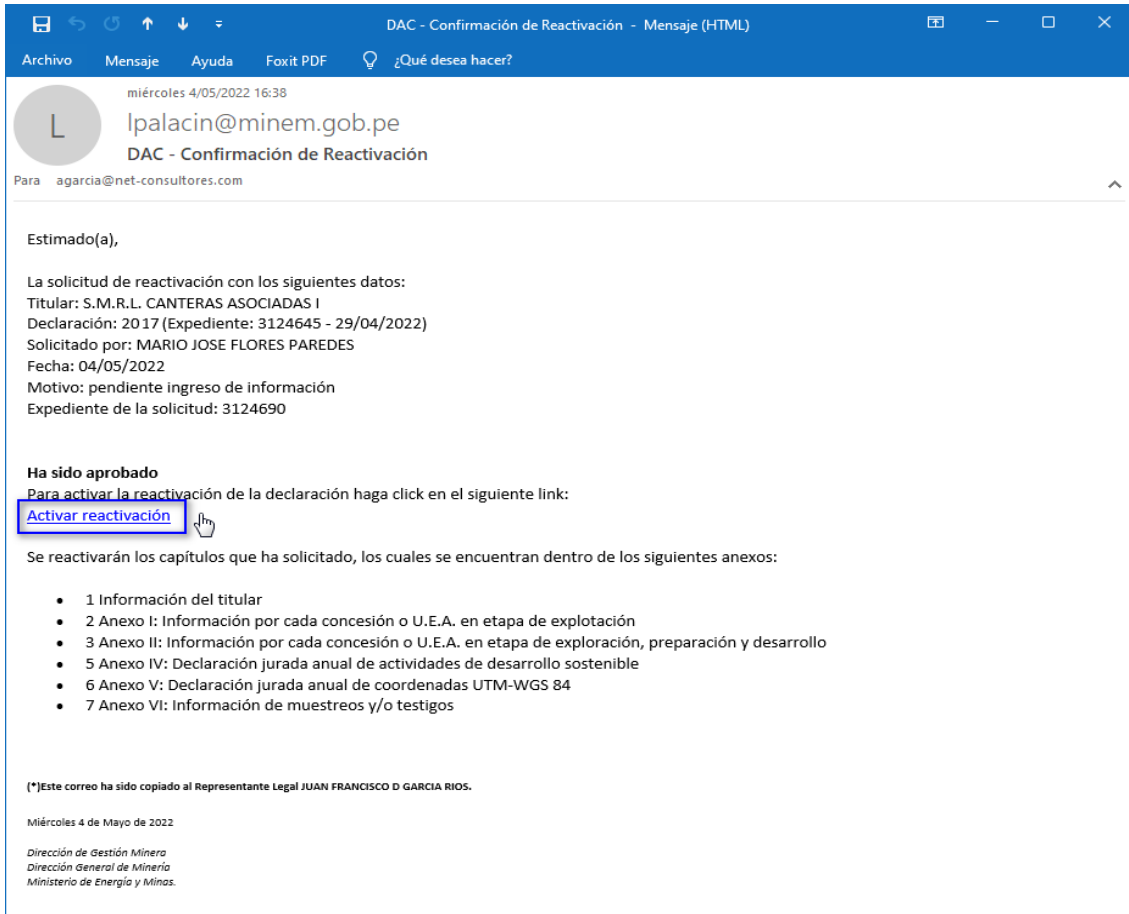 DAC - Confirmación de Reactivación - Mensaje (HTML)
Archivo Mensaje Ayuda Foxit PDF ¿Qué desea hacer?
miércoles 4/05/2022 16:38
L
lpalacin@minem.gob.pe
DAC - Confirmación de Reactivación
Para agarcia@net-consultores.com
Estimado(a),
La solicitud de reactivación con los siguientes datos:
Titular: S.M.R.L. CANTERAS ASOCIADAS I
Declaración: 2017 (Expediente: 3124645 - 29/04/2022)
Solicitado por: MARIO JOSE FLORES PAREDES
Fecha: 04/05/2022
Motivo: pendiente ingreso de información
Expediente de la solicitud: 3124690
Ha sido aprobado
Para activar la reactivación de la declaración haga click en el siguiente link:
Activar reactivación
Se reactivarán los capítulos que ha solicitado, los cuales se encuentran dentro de los siguientes anexos:
• 1 Información del titular
• 2 Anexo I: Información por cada concesión o U.E.A. en etapa de explotación
• 3 Anexo II: Información por cada concesión o U.E.A. en etapa de exploración, preparación y desarrollo
• 5 Anexo IV: Declaración jurada anual de actividades de desarrollo sostenible
• 6 Anexo V: Declaración jurada anual de coordenadas UTM-WGS 84
• 7 Anexo VI: Información de muestreos y/o testigos
(*)Este correo ha sido copiado al Representante Legal JUAN FRANCISCO D GARCIA RIOS.
Miércoles 4 de Mayo de 2022
Dirección de Gestión Minera
Dirección General de Minería
Ministerio de Energía y Minas.